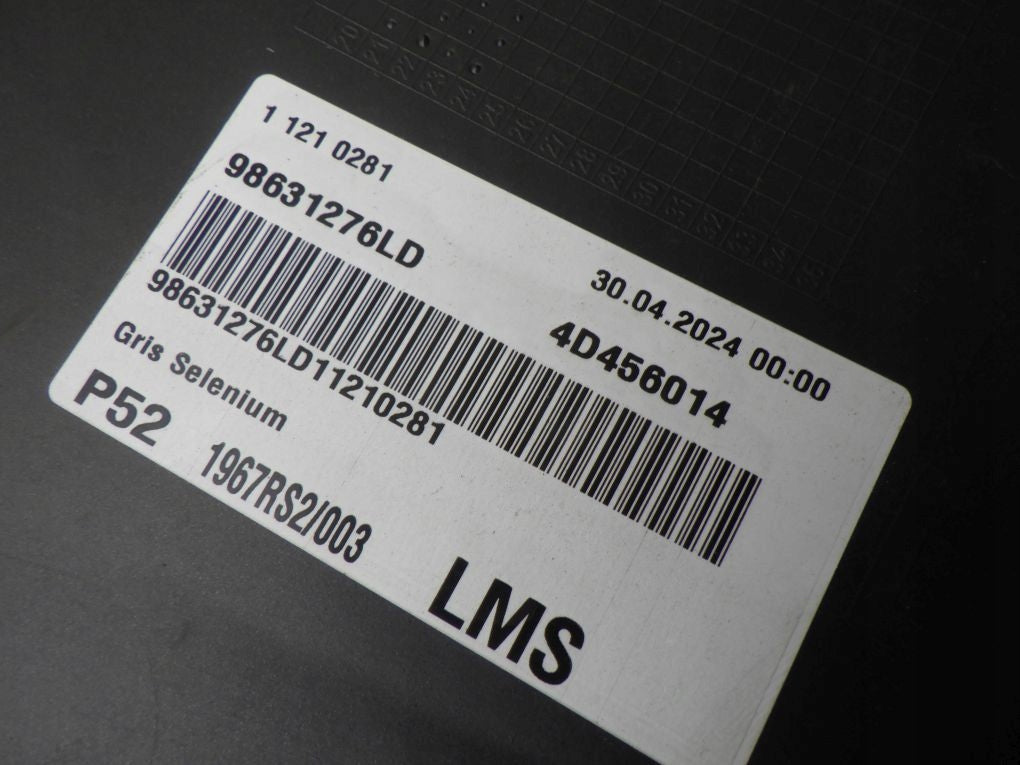 1 121 0281
98631276LD
30.04.2024 00:00
4D456014
98631276LD11210281
Gris Selenium
P52
1967RS2/003
LMS